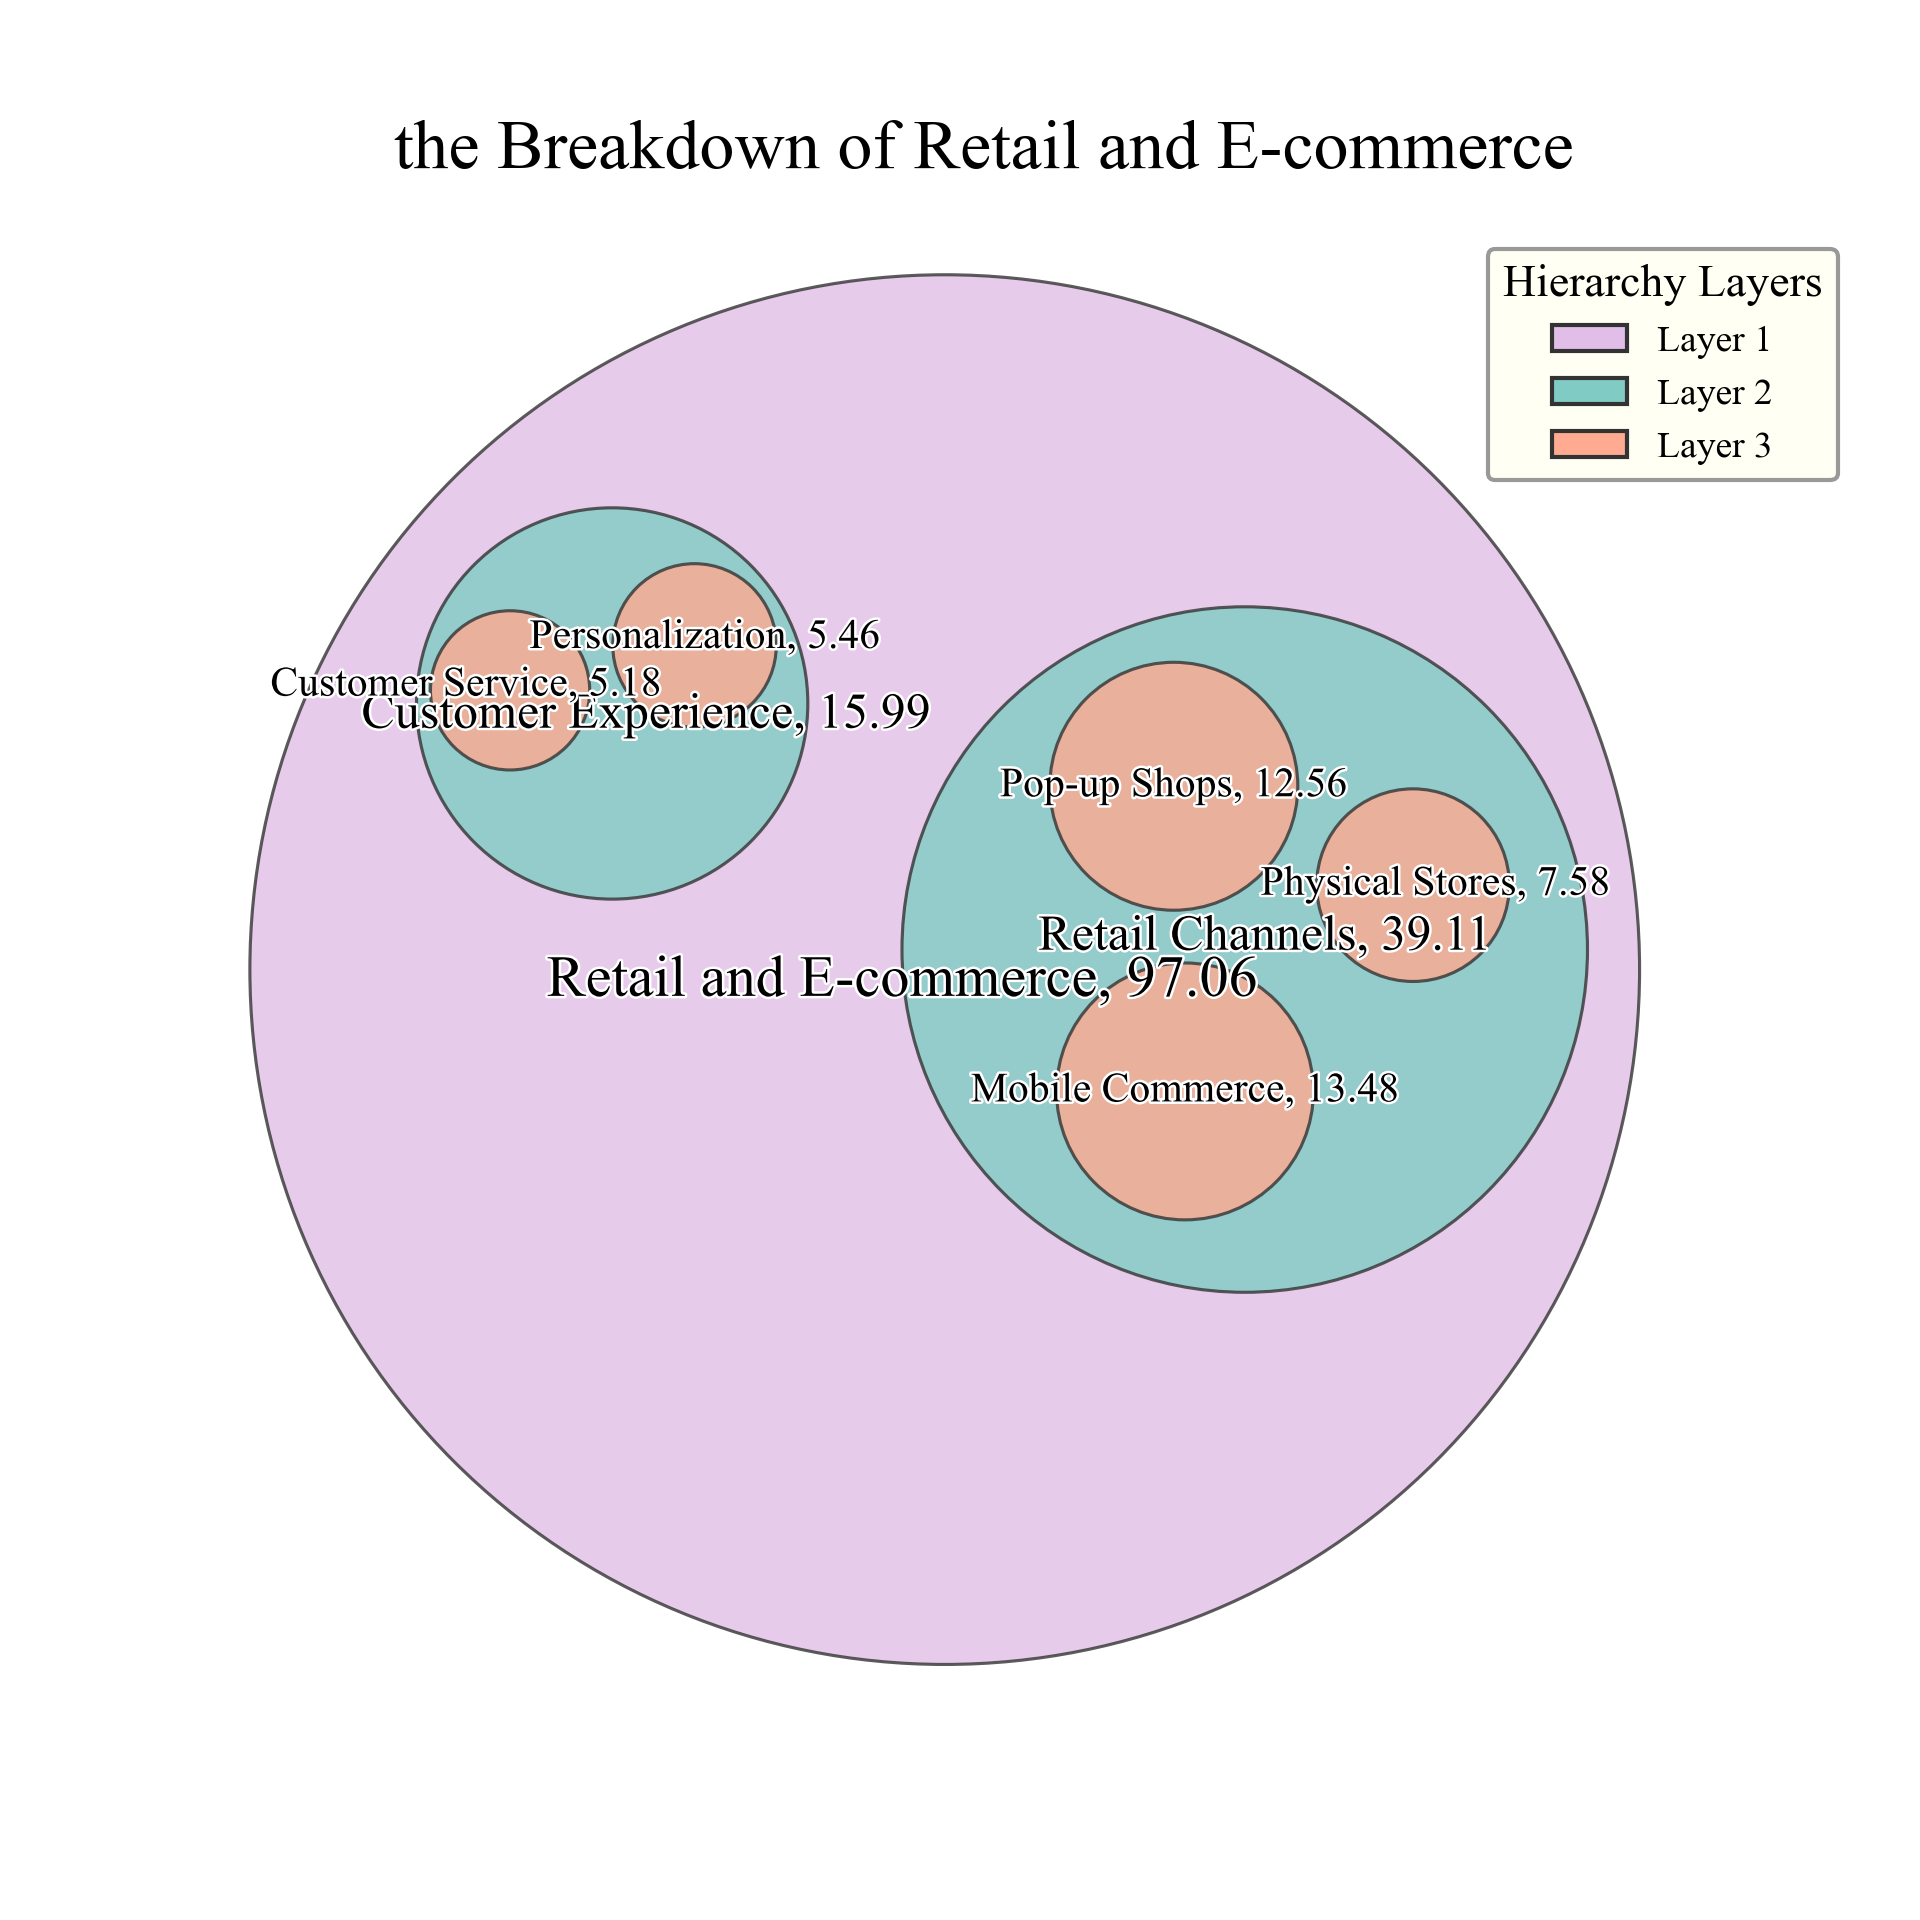 the Breakdown of Retail and E-commerce
Hierarchy Layers
Layer 1
Layer 2
Layer 3
Personalization, 5.46
Customer Service, 5.18
Customer Experience, 15.99
Pop-up Shops, 12.56
Physical Stores, 7.58
Retail Channels, 39.11
Retail and E-commerce, 97.06
Mobile Commerce, 13.48